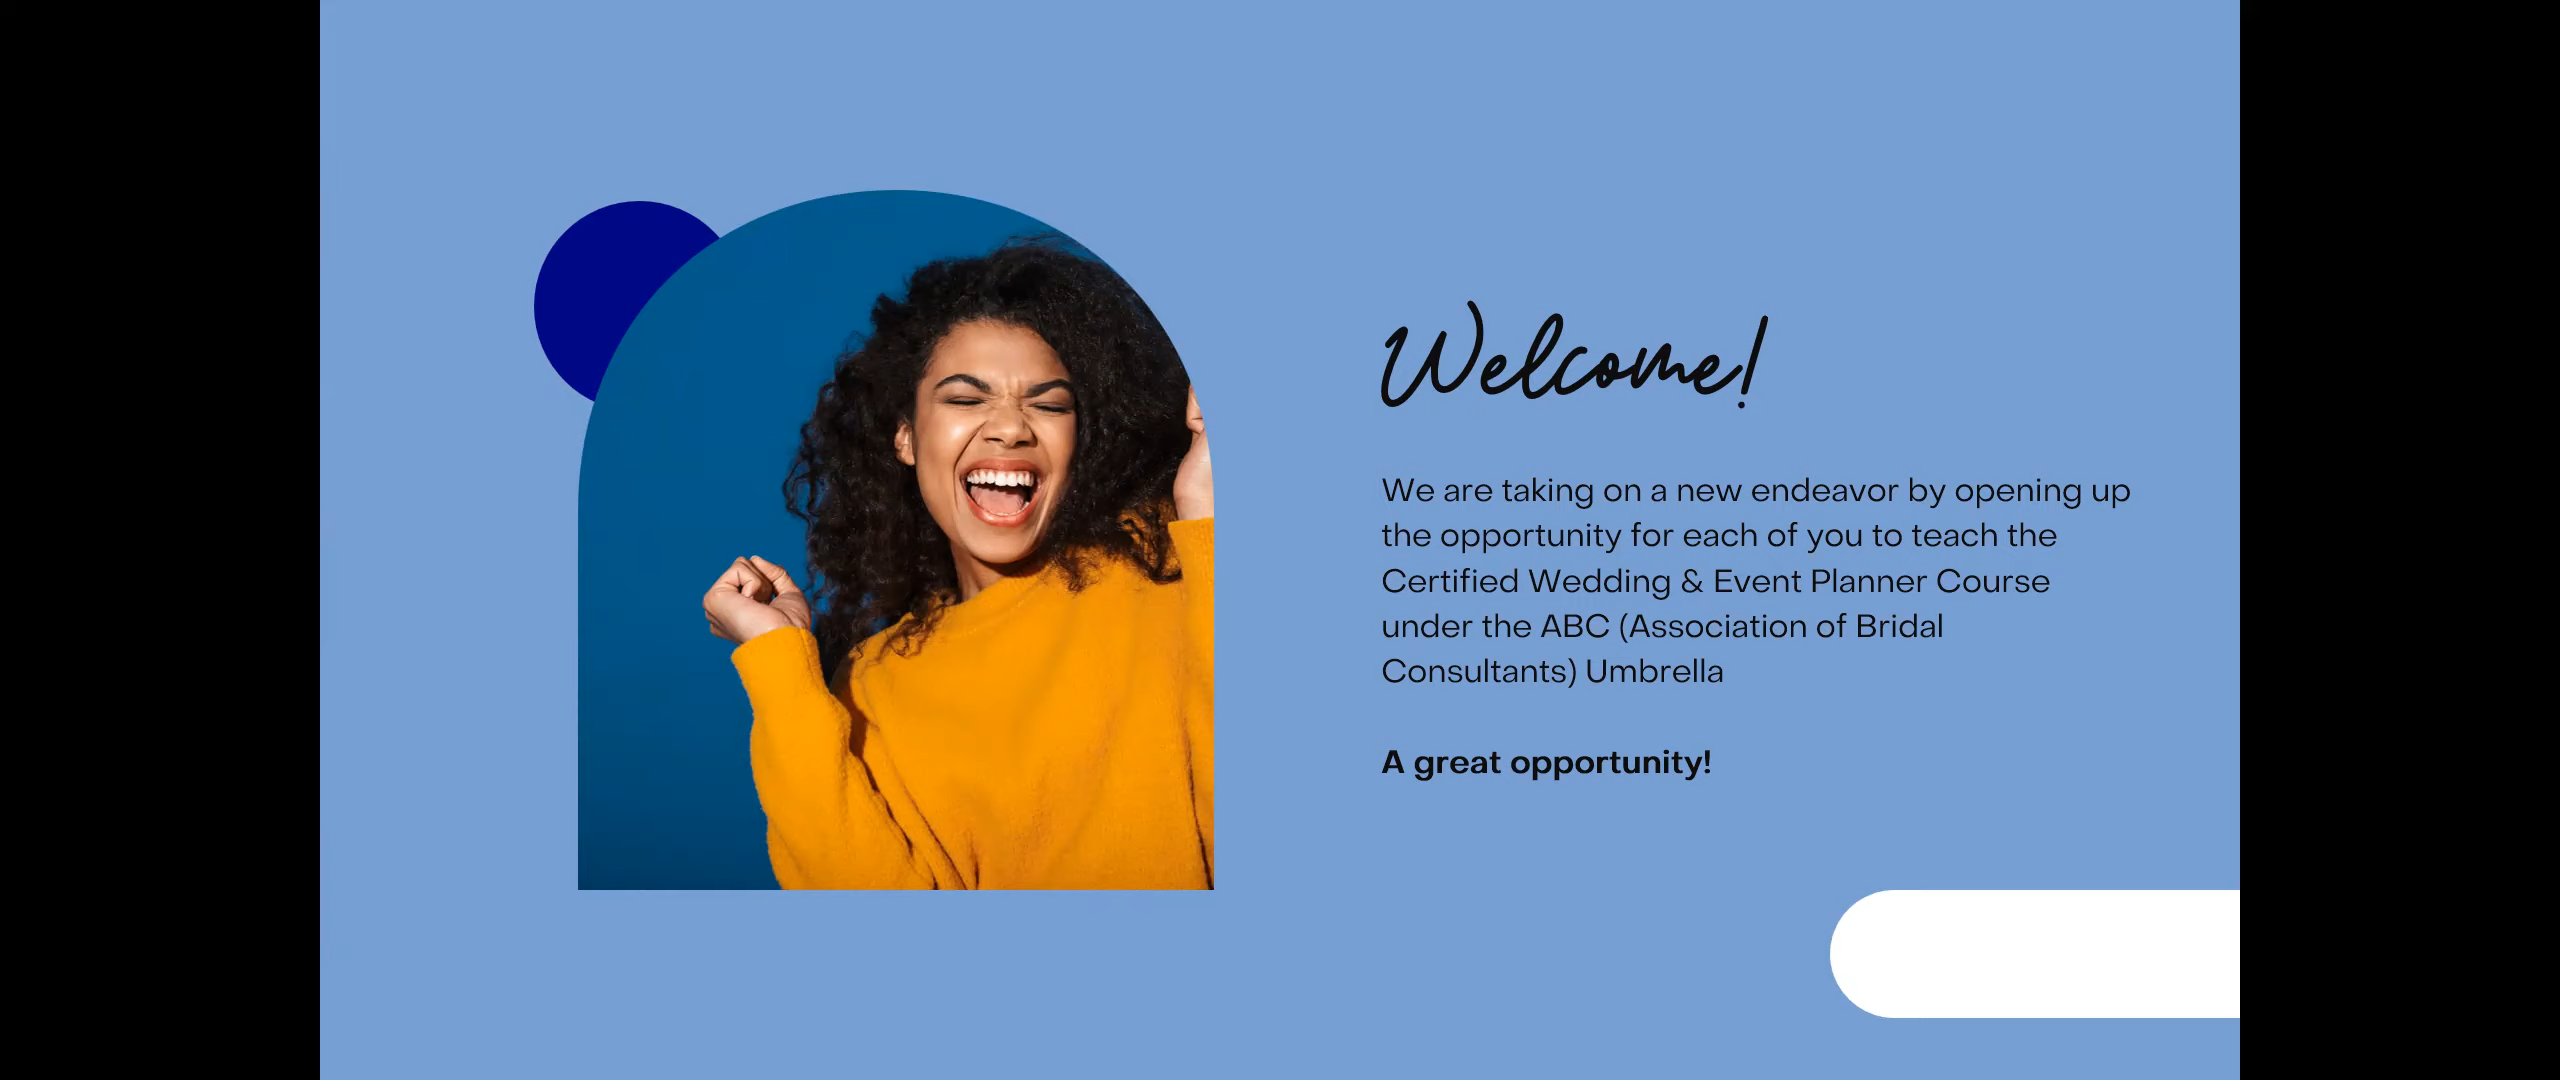 Welcome!
We are taking on a new endeavor by opening up
the opportunity for each of you to teach the
Certified Wedding & Event Planner Course
under the ABC (Association of Bridal
Consultants) Umbrella
A great opportunity!